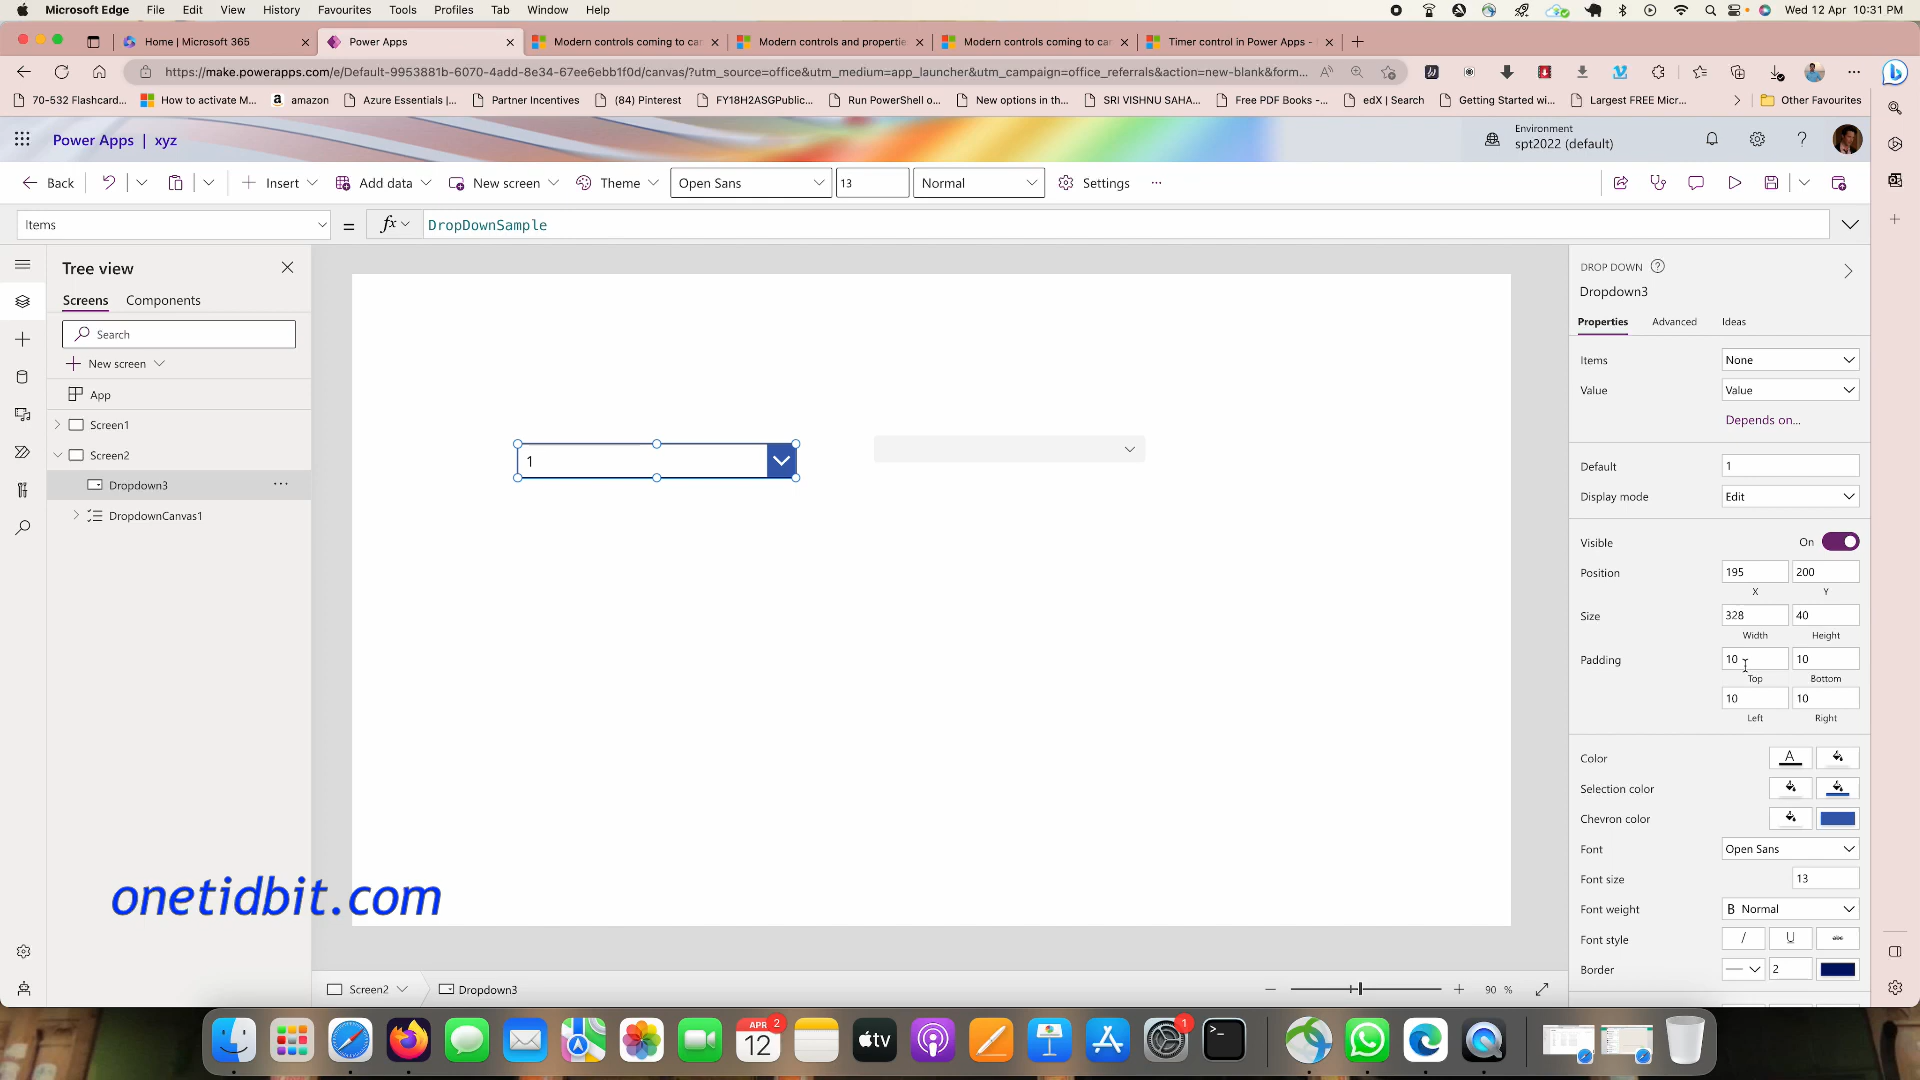 Microsoft Edge File Edit View History Favourites Tools Profiles Tab Window Help Wed 12 Apr 10:31 PM
Home | Microsoft 365 Power Apps Modern controls coming to car Modern controls and propertie Modern controls coming to car Timer control in Power Apps -
https://make.powerapps.com/e/Default-9953881b-6070-4add-8e34-67ee6ebb1f0d/canvas/?utm_source=office&utm_medium=app_launcher&utm_campaign=office_referrals&action=new-blank&form...
70-532 Flashcard... How to activate M... amazon Azure Essentials |... Partner Incentives (84) Pinterest FY18H2ASGPublic... Run PowerShell o... New options in th... SRI VISHNU SAHA... Free PDF Books -... edX | Search Getting Started wi... Largest FREE Micr... Other Favourites
Power Apps | xyz
Environment
spt2022 (default)
Back Insert Add data New screen Theme Open Sans 13 Normal Settings
Items = fx DropDownSample
Tree view
Screens Components
Search
New screen
App
Screen1
Screen2
Dropdown3
DropdownCanvas1
1
DROP DOWN
Dropdown3
Properties Advanced Ideas
Items None
Value Value
Depends on...
Default 1
Display mode Edit
Visible On
Position 195 200
X Y
Size 328 40
Width Height
Padding 10 10
Top Bottom
10 10
Left Right
Color A
Selection color
Chevron color
Font Open Sans
Font size 13
Font weight B Normal
Font style / U abc
Border 2
onetidbit.com
Screen2 Dropdown3 90 %
APR 2
12
tv
1